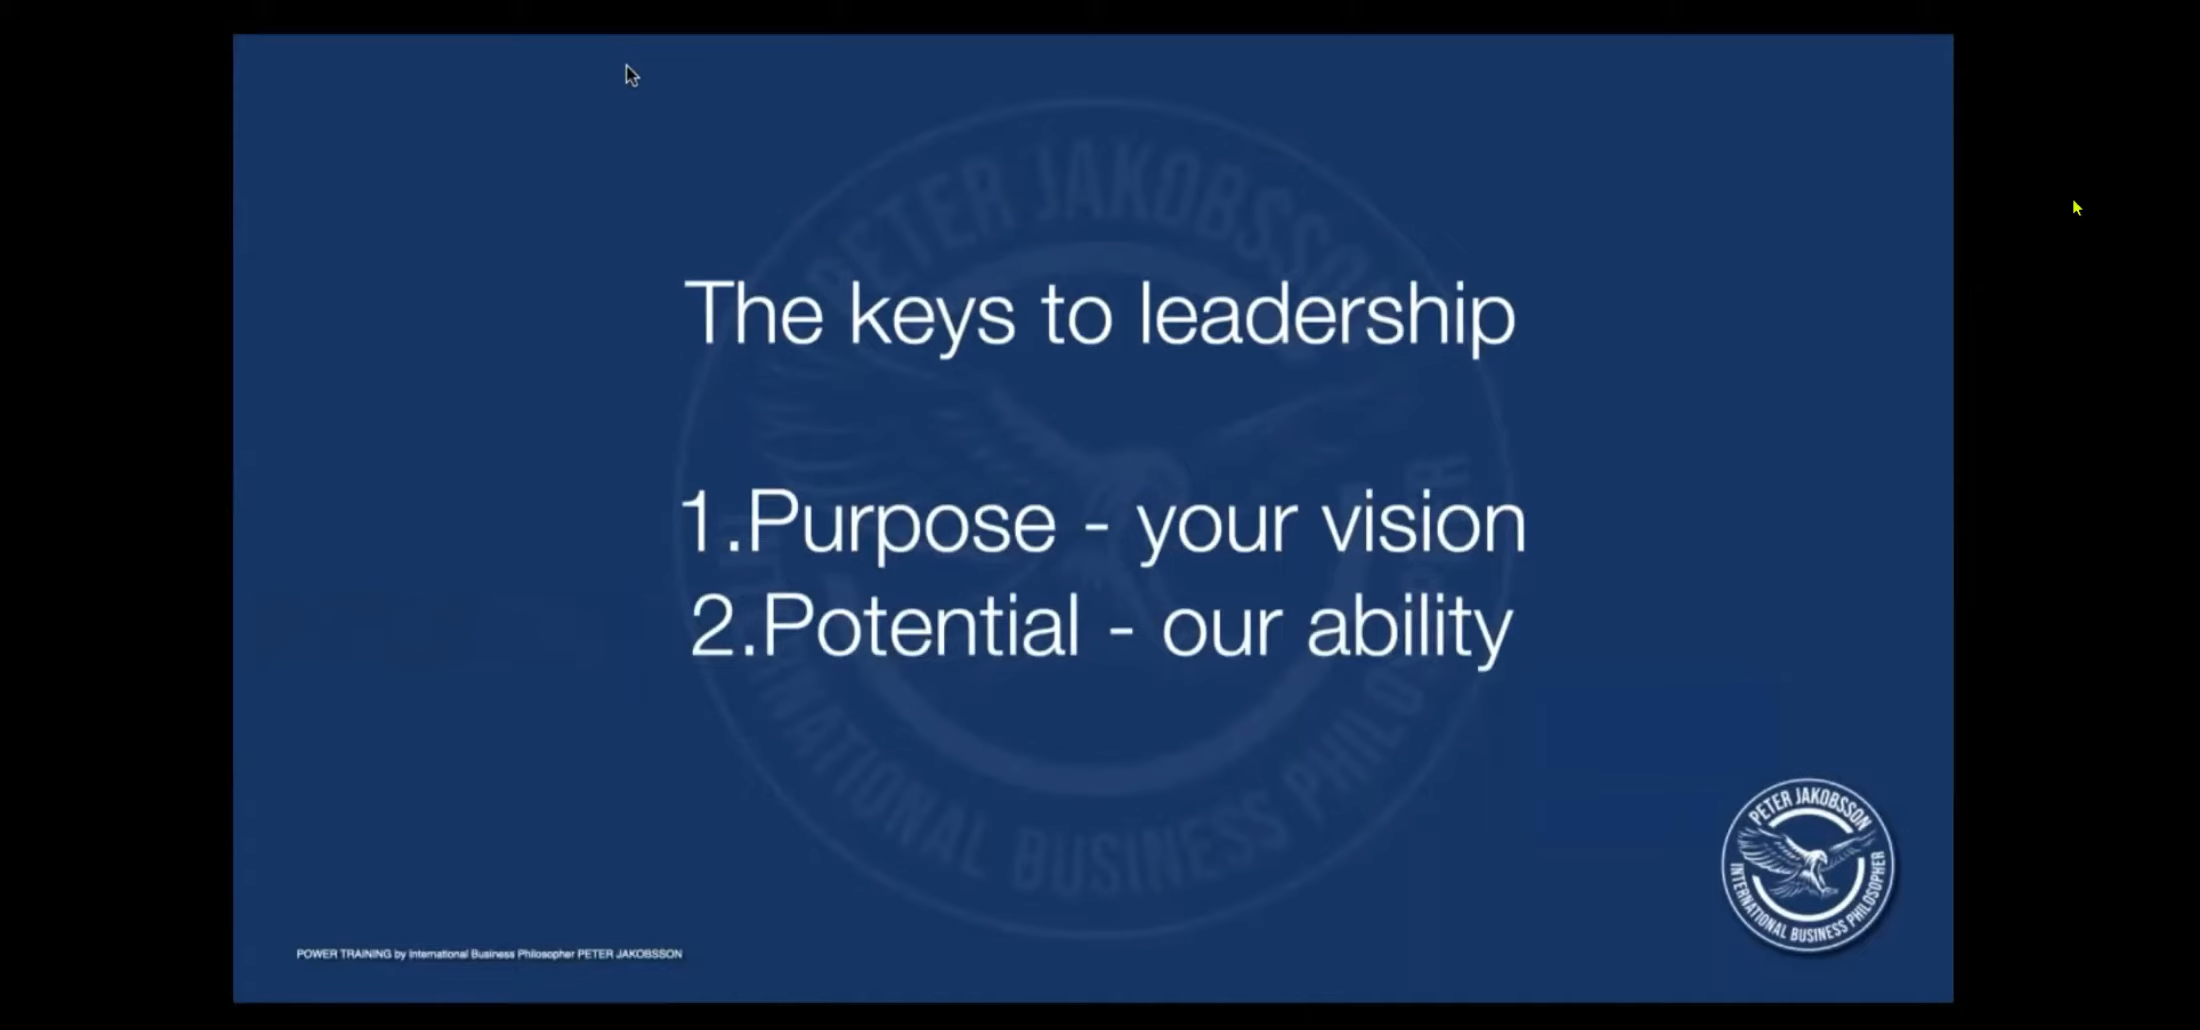 The keys to leadership
1.Purpose - your vision
2.Potential - our ability
POWER TRAINING by International Business Philosopher PETER JAKOBSSON
PETER JAKOBSSON
INTERNATIONAL BUSINESS PHILOSOPHER